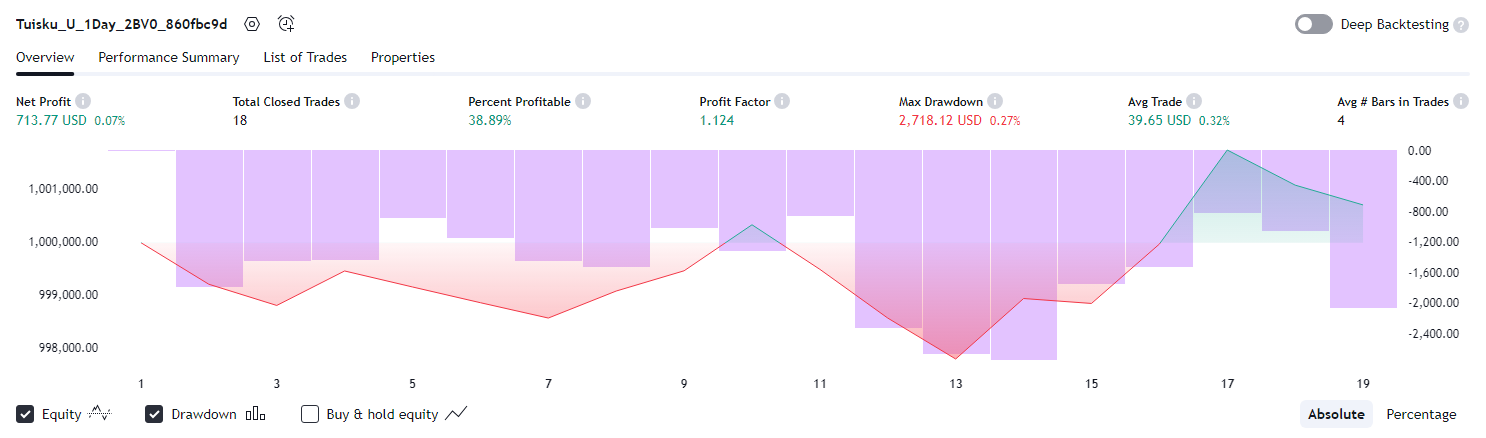 Tuisku_U_1Day_2BV0_860fbc9d
Deep Backtesting ?
Overview Performance Summary List of Trades Properties
Net Profit i Total Closed Trades i Percent Profitable i Profit Factor i Max Drawdown i Avg Trade i Avg # Bars in Trades i
713.77 USD 0.07% 18 38.89% 1.124 2,718.12 USD 0.27% 39.65 USD 0.32% 4
0.00
1,001,000.00 -400.00
-800.00
1,000,000.00 -1,200.00
-1,600.00
999,000.00 -2,000.00
-2,400.00
998,000.00
1 3 5 7 9 11 13 15 17 19
Equity Drawdown Buy & hold equity Absolute Percentage